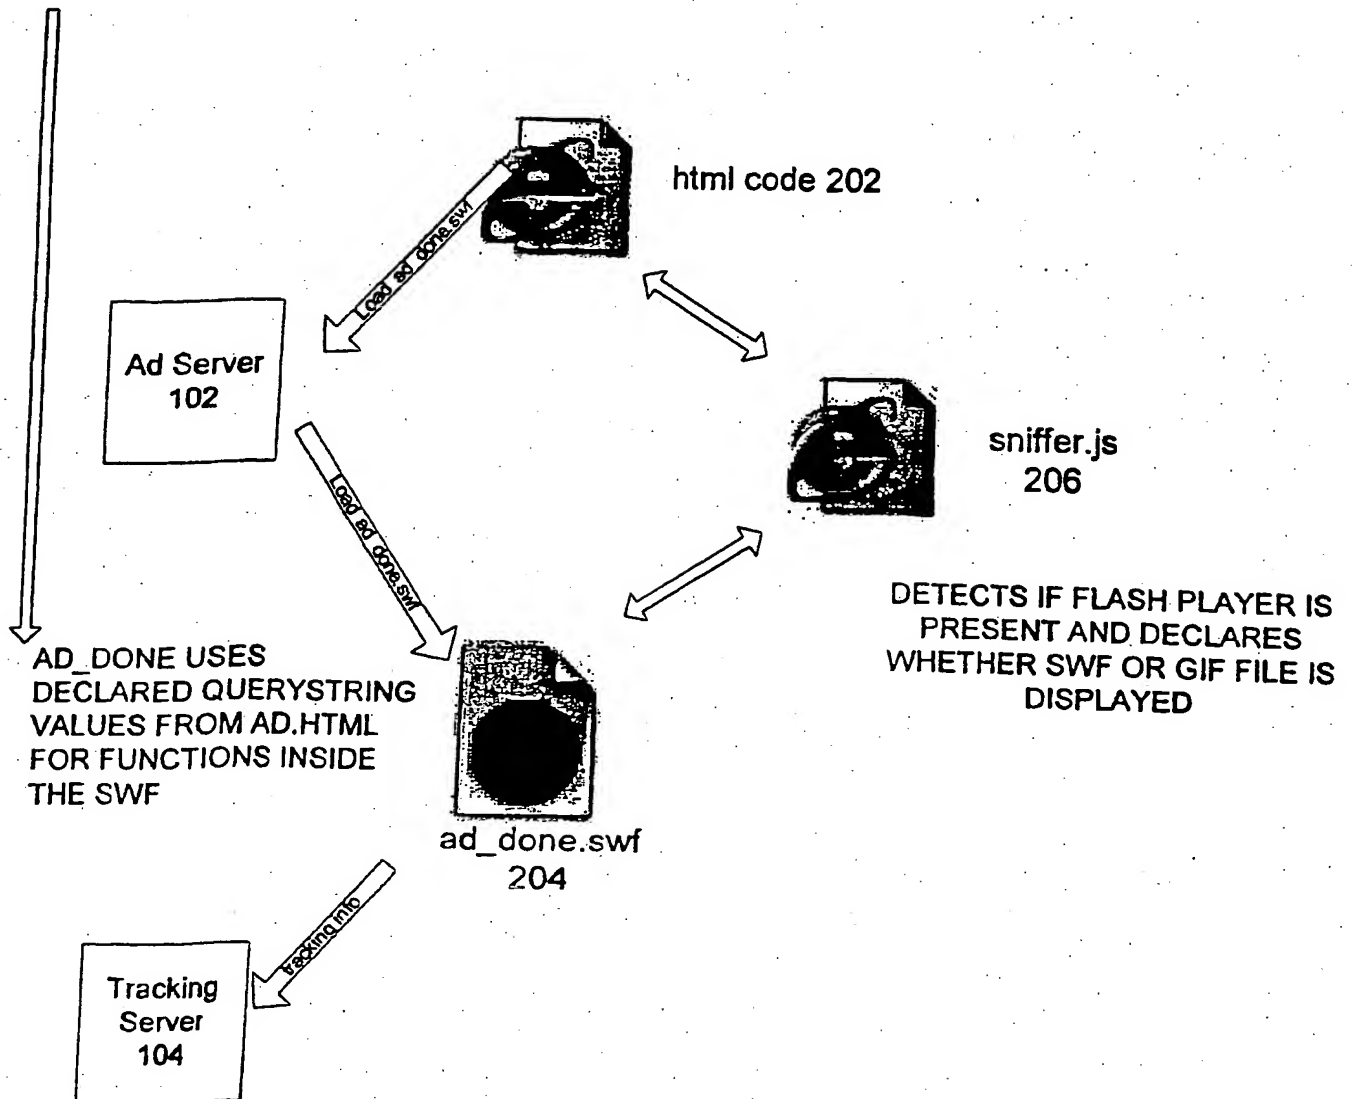 html code 202
Load ad_done.swf
Ad Server
102
Load ad_done.swf
sniffer.js
206
DETECTS IF FLASH PLAYER IS
PRESENT AND DECLARES
WHETHER SWF OR GIF FILE IS
DISPLAYED
AD_DONE USES
DECLARED QUERYSTRING
VALUES FROM AD.HTML
FOR FUNCTIONS INSIDE
THE SWF
ad_done.swf
204
tracking info
Tracking
Server
104